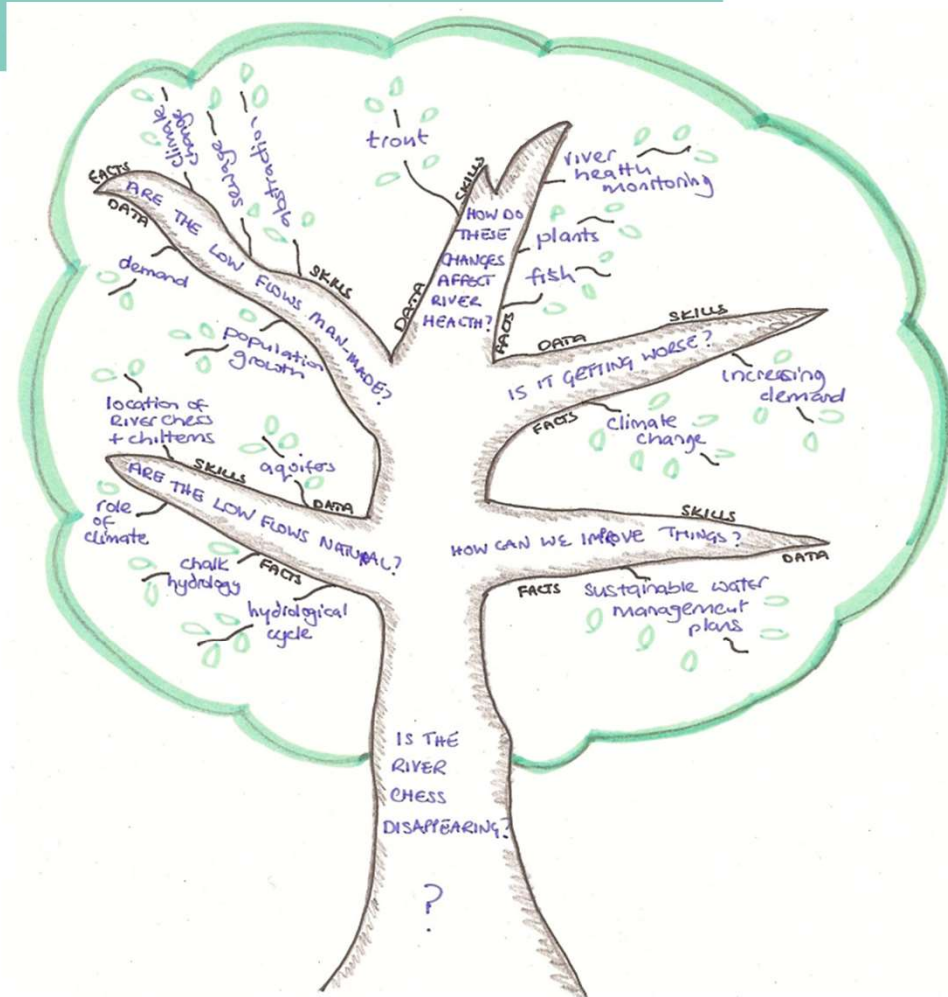 climate
change
sewage
abstraction
FACTS
DATA
SKILLS
ARE THE LOW FLOWS MAN-MADE?
demand
population
growth
trout
SKILLS
DATA
FACTS
HOW DO
THESE
CHANGES
AFFECT
RIVER
HEALTH?
river
health
monitoring
plants
fish
DATA
SKILLS
IS IT GETTING WORSE?
FACTS
climate
change
increasing
demand
location of
River chess
+ chilterns
aquifers
SKILLS
DATA
ARE THE LOW FLOWS NATURAL?
FACTS
role
of
climate
chalk
hydrology
hydrological
cycle
SKILLS
HOW CAN WE IMPROVE THINGS?
DATA
FACTS
sustainable water
management
plans
IS THE
RIVER
CHESS
DISAPPEARING?
?